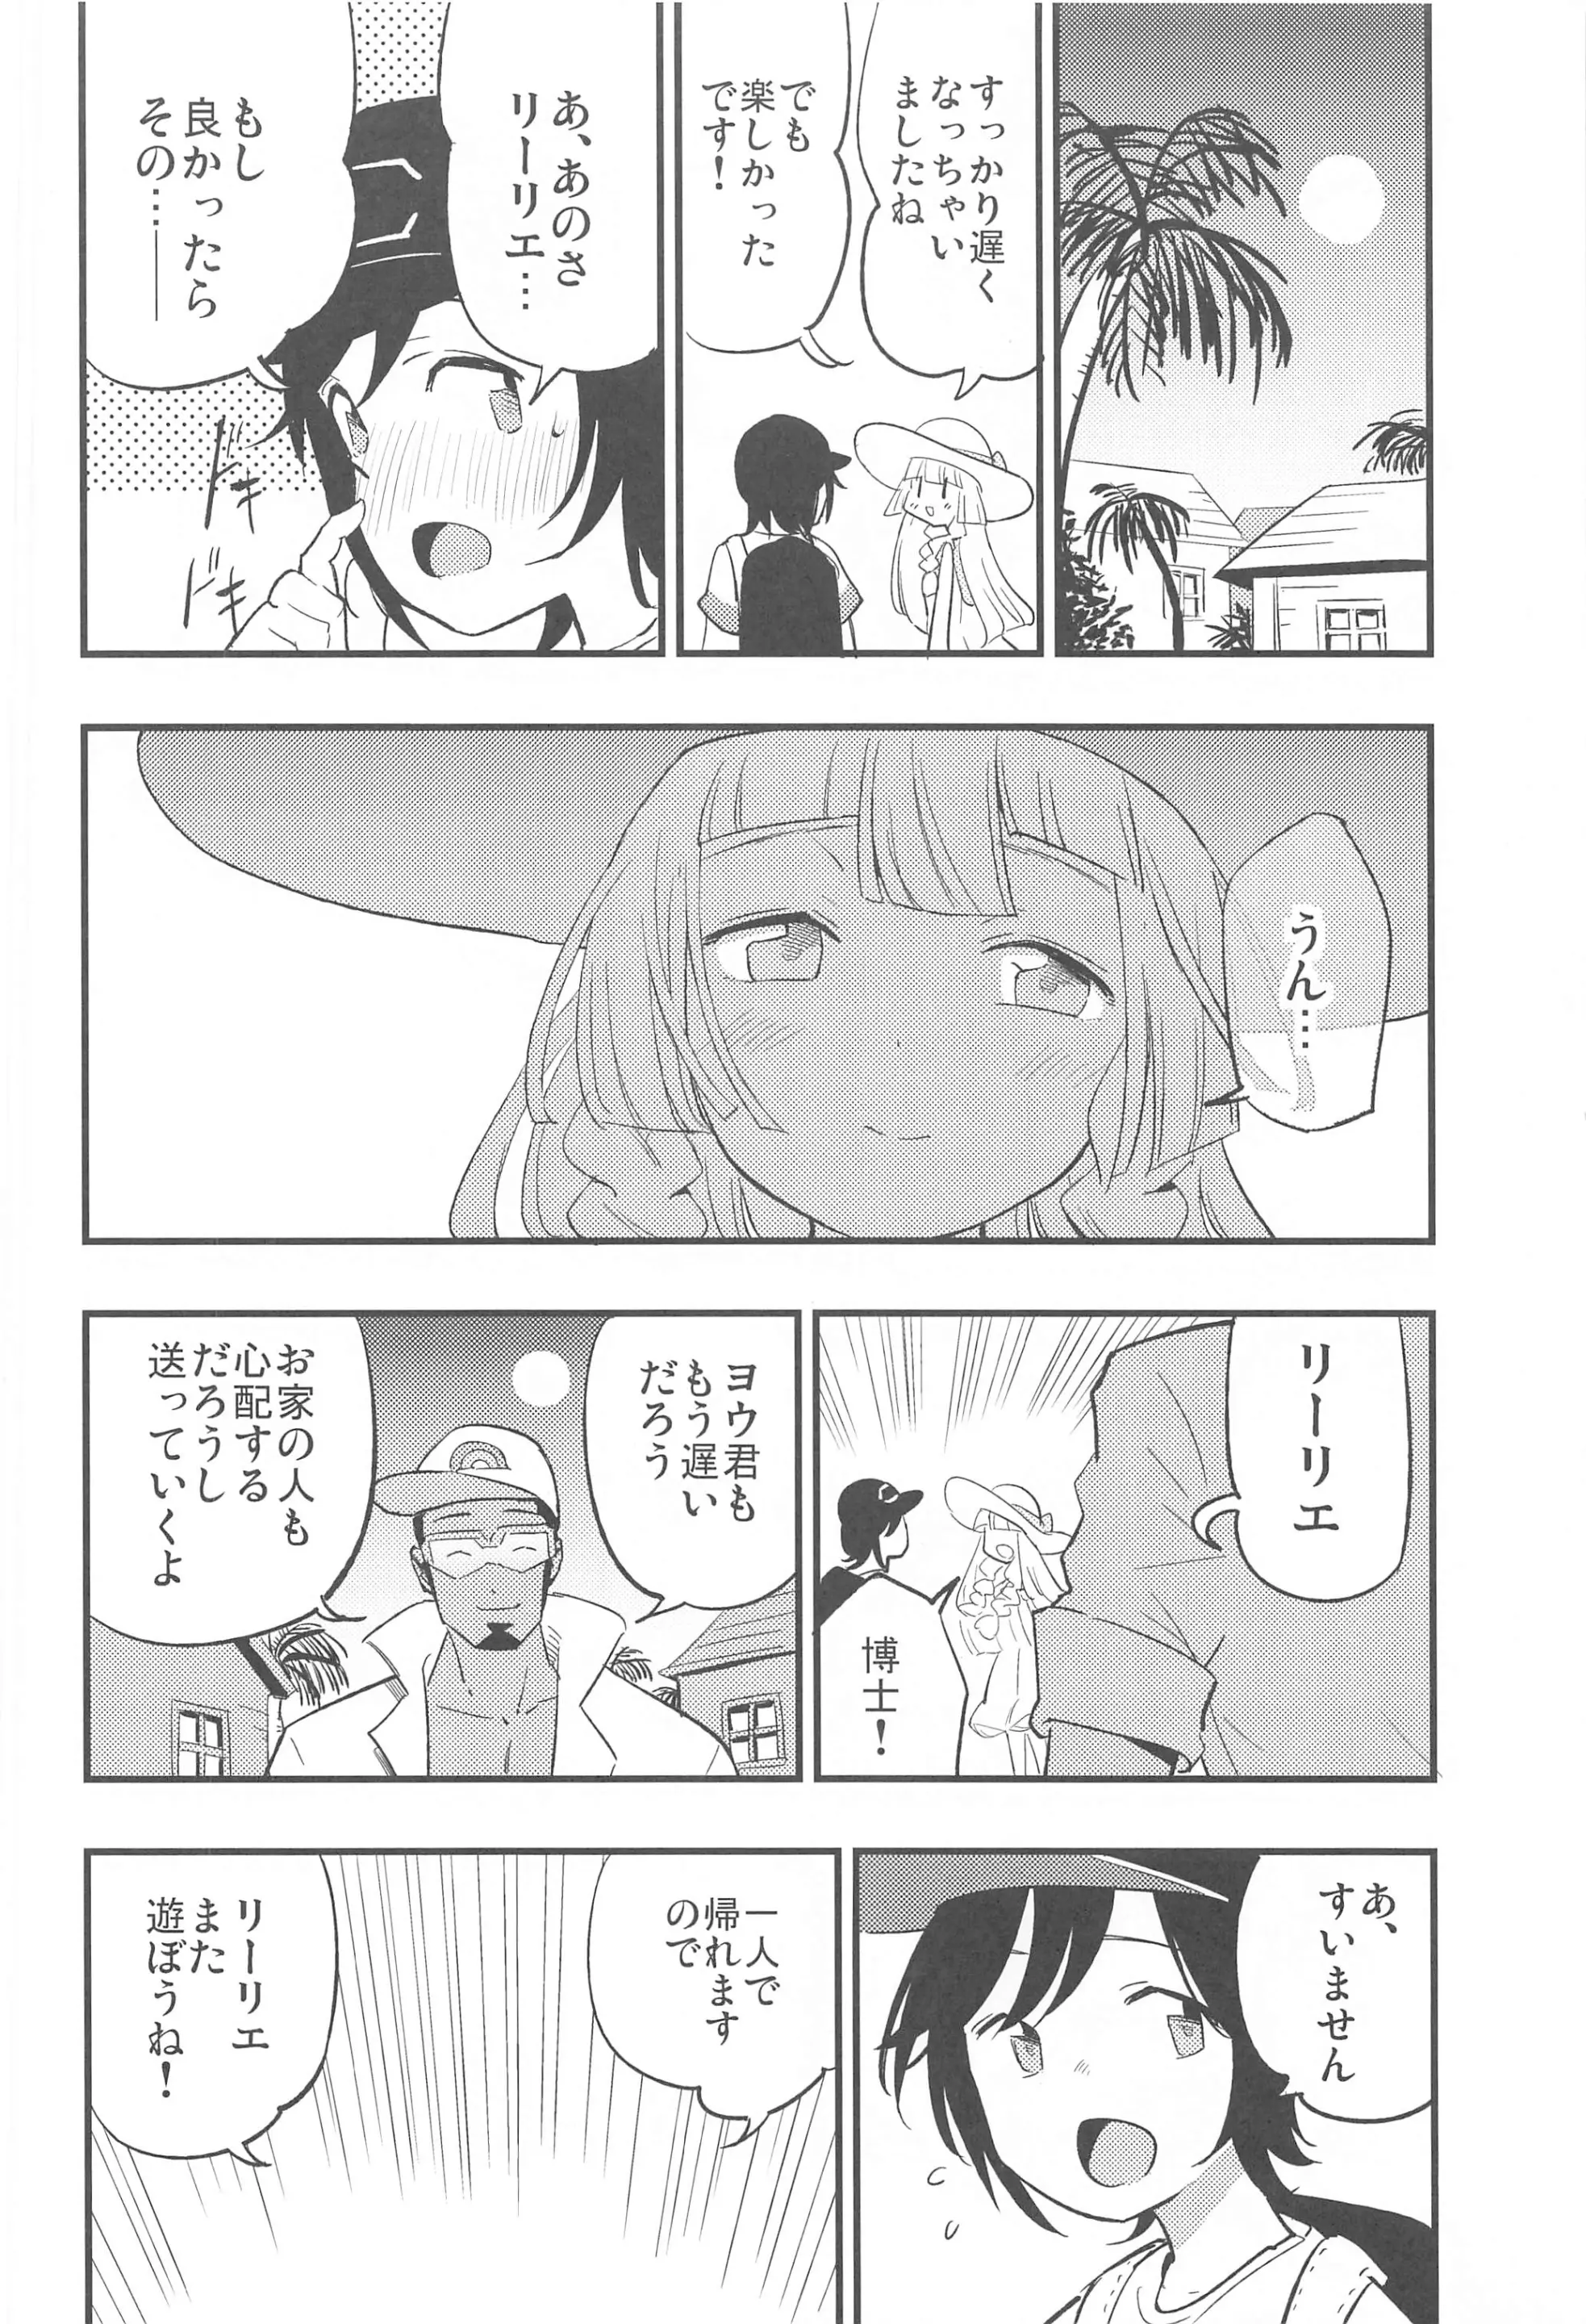 すっかり遅く
なっちゃい
ましたね
でも
楽しかった
です！
あ、あのさ
リーリエ…
もし
良かったら
その…──
ドキ
ドキ
うん…
リーリエ
博士！
ヨウ君も
もう遅い
だろう
お家の人も
心配する
だろうし
送っていくよ
あ、
すいません
一人で
帰れます
ので
リーリエ
また
遊ぼうね！